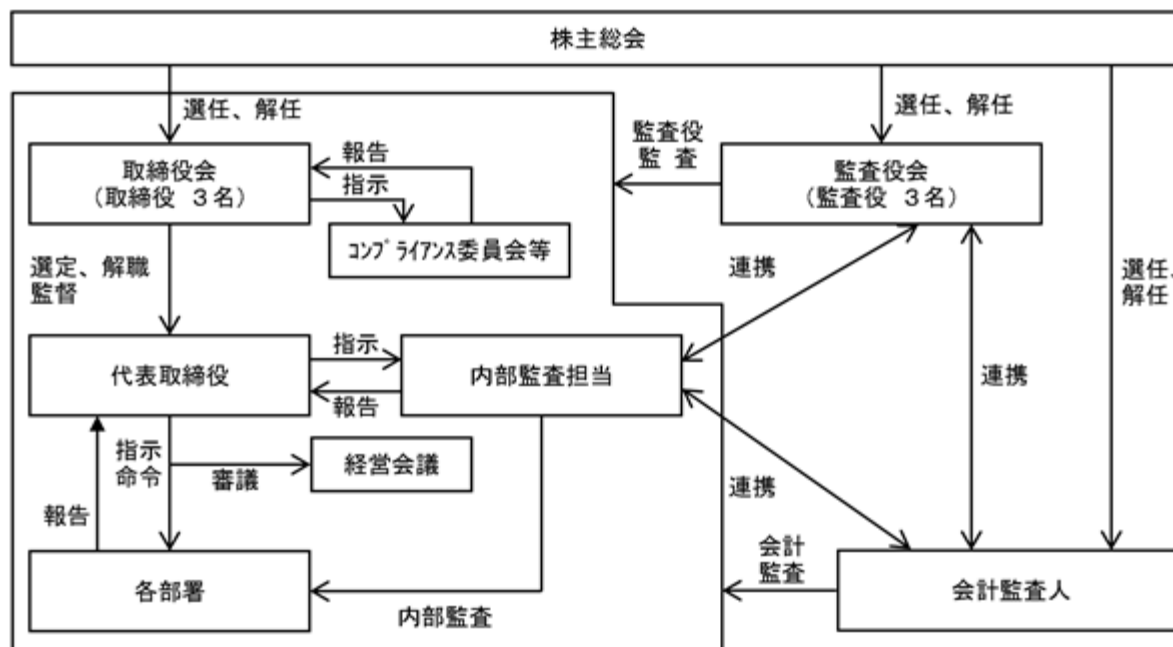 株主総会
選任、解任
選任、解任
監査役
監 査
報告
指示
取締役会
(取締役 3名)
監査役会
(監査役 3名)
ｺﾝﾌﾟﾗｲｱﾝｽ委員会等
選定、解職
監督
連携
選任、
解任
代表取締役
指示
報告
内部監査担当
連携
指示
命令
審議
経営会議
報告
連携
会計
監査
各部署
内部監査
会計監査人